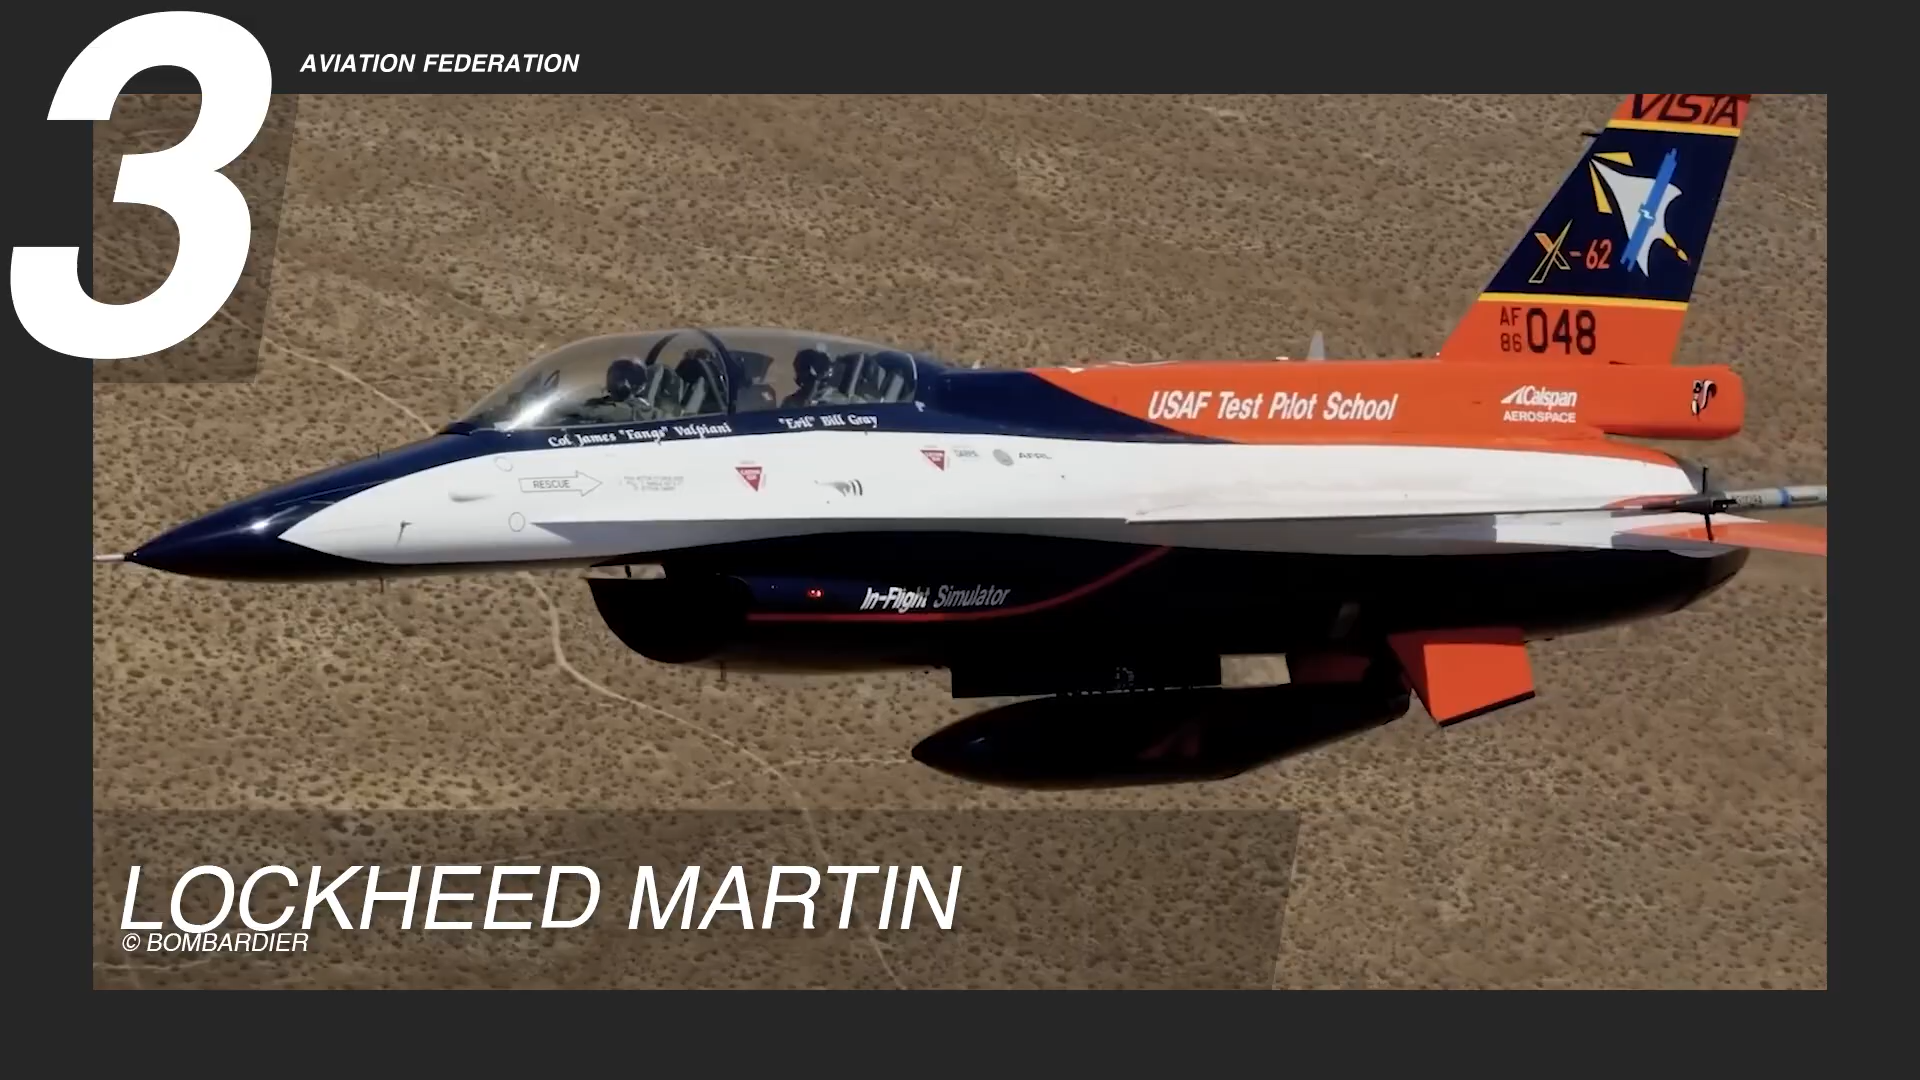 3
AVIATION FEDERATION
VISTA
X-62
AF
86 048
USAF Test Pilot School
Calspan
AEROSPACE
Col James "Fangs" Valpiani
"Evil" Bill Gray
RESCUE
AFRL
In-Flight Simulator
LOCKHEED MARTIN
© BOMBARDIER